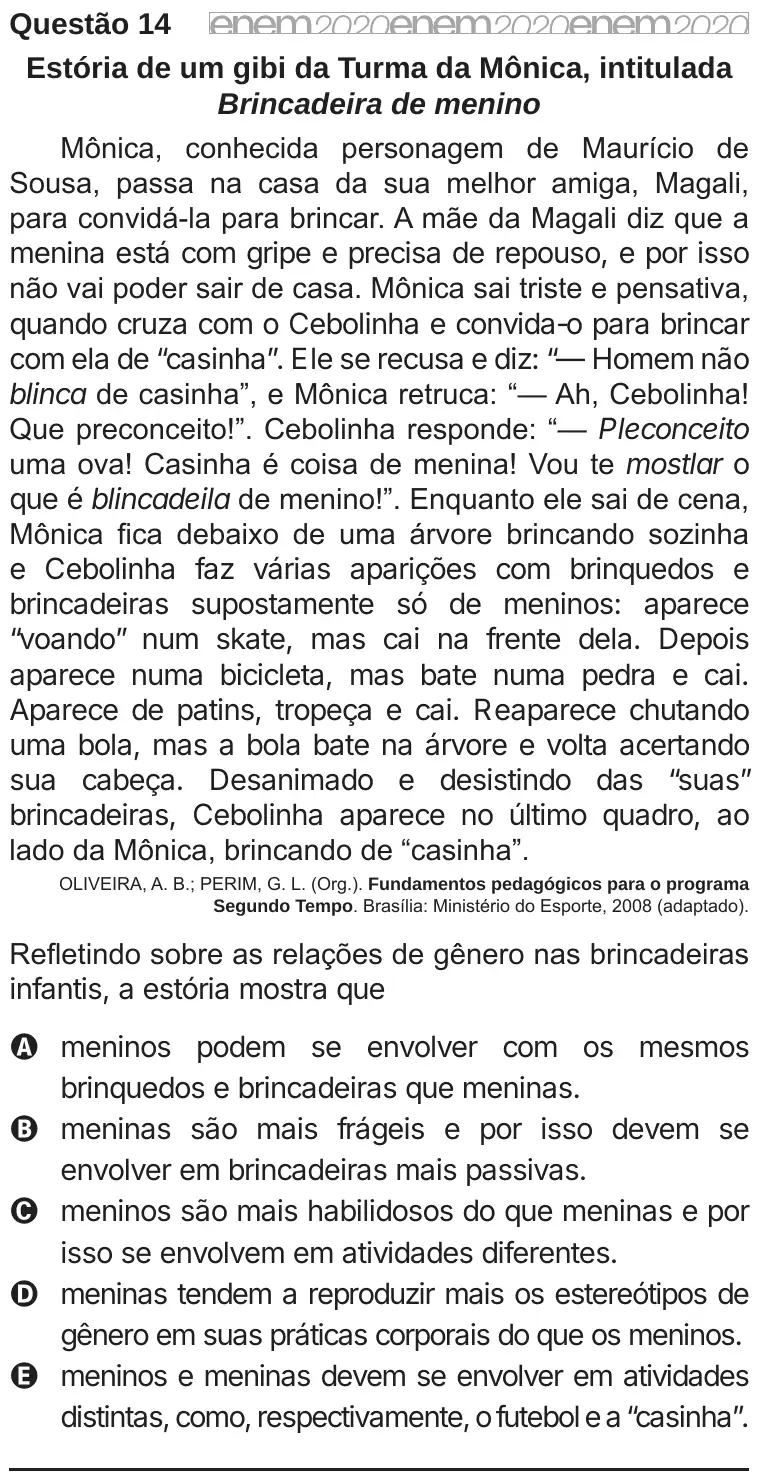 Questão 14
enem2020enem2020enem2020
Estória de um gibi da Turma da Mônica, intitulada
Brincadeira de menino
Mônica, conhecida personagem de Maurício de
Sousa, passa na casa da sua melhor amiga, Magali,
para convidá-la para brincar. A mãe da Magali diz que a
menina está com gripe e precisa de repouso, e por isso
não vai poder sair de casa. Mônica sai triste e pensativa,
quando cruza com o Cebolinha e convida-o para brincar
com ela de “casinha”. Ele se recusa e diz: “— Homem não
blinca de casinha”, e Mônica retruca: “— Ah, Cebolinha!
Que preconceito!”. Cebolinha responde: “— Pleconceito
uma ova! Casinha é coisa de menina! Vou te mostlar o
que é blincadeila de menino!”. Enquanto ele sai de cena,
Mônica fica debaixo de uma árvore brincando sozinha
e Cebolinha faz várias aparições com brinquedos e
brincadeiras supostamente só de meninos: aparece
“voando” num skate, mas cai na frente dela. Depois
aparece numa bicicleta, mas bate numa pedra e cai.
Aparece de patins, tropeça e cai. Reaparece chutando
uma bola, mas a bola bate na árvore e volta acertando
sua cabeça. Desanimado e desistindo das “suas”
brincadeiras, Cebolinha aparece no último quadro, ao
lado da Mônica, brincando de “casinha”.
OLIVEIRA, A. B.; PERIM, G. L. (Org.). Fundamentos pedagógicos para o programa
Segundo Tempo. Brasília: Ministério do Esporte, 2008 (adaptado).
Refletindo sobre as relações de gênero nas brincadeiras
infantis, a estória mostra que
A meninos podem se envolver com os mesmos
brinquedos e brincadeiras que meninas.
B meninas são mais frágeis e por isso devem se
envolver em brincadeiras mais passivas.
C meninos são mais habilidosos do que meninas e por
isso se envolvem em atividades diferentes.
D meninas tendem a reproduzir mais os estereótipos de
gênero em suas práticas corporais do que os meninos.
E meninos e meninas devem se envolver em atividades
distintas, como, respectivamente, o futebol e a “casinha”.